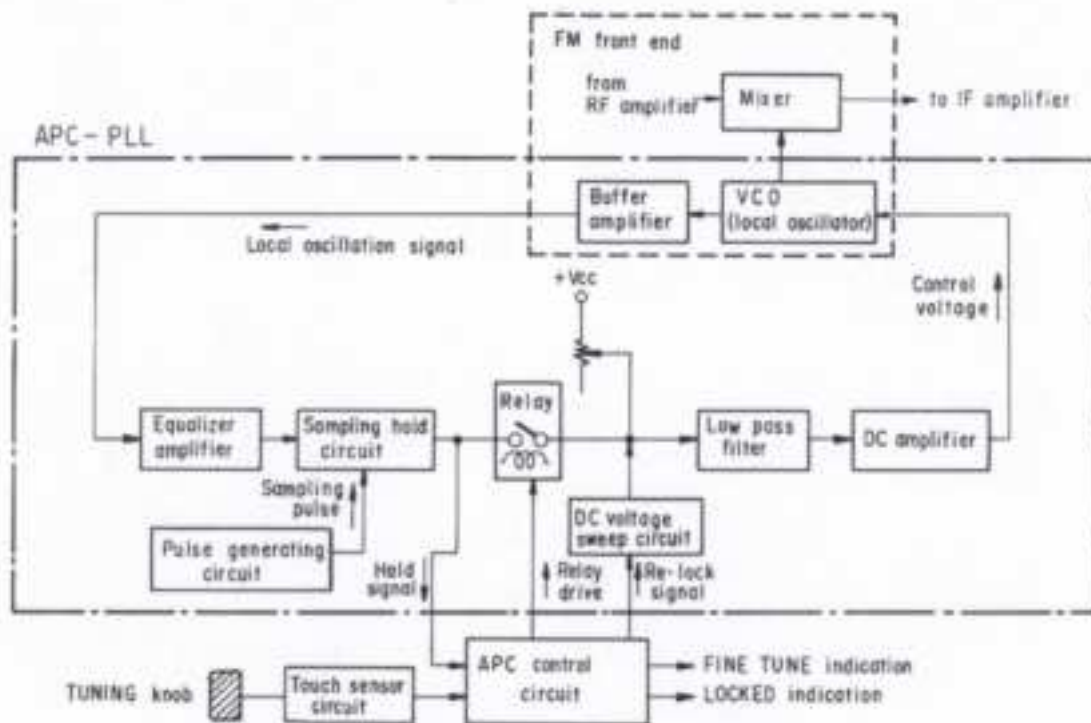 FM front end
from
RF amplifier
Mixer
to IF amplifier
APC - PLL
Buffer
amplifier
VCO
(local oscillator)
Local oscillation signal
+Vcc
Control
voltage
Equalizer
amplifier
Sampling hold
circuit
Relay
Low pass
filter
DC amplifier
Sampling
pulse
Pulse generating
circuit
DC voltage
sweep circuit
Hold
signal
Relay
drive
Re-lock
signal
TUNING knob
Touch sensor
circuit
APC control
circuit
FINE TUNE indication
LOCKED indication